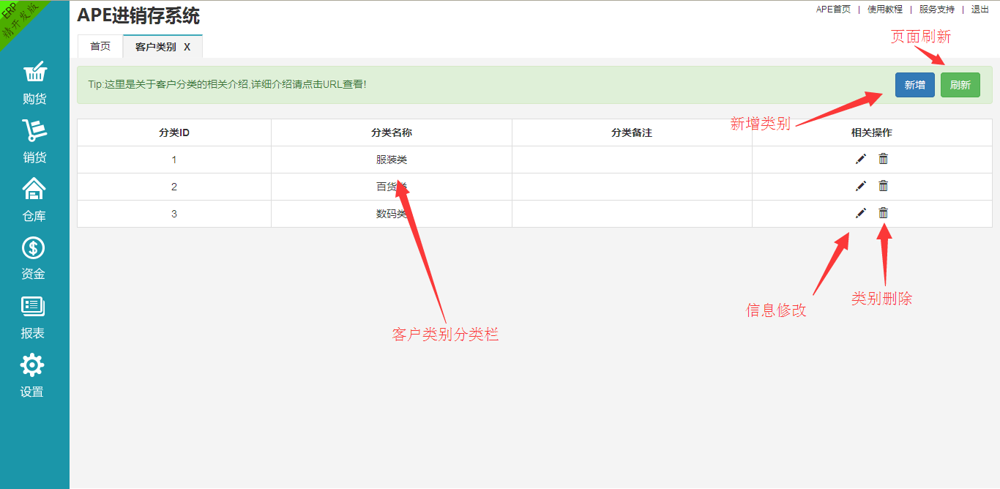 ERP
精开发版
APE进销存系统
APE首页 | 使用教程 | 服务支持 | 退出
首页 客户类别 X
页面刷新
Tip:这里是关于客户分类的相关介绍,详细介绍请点击URL查看!
新增 刷新
新增类别
分类ID 分类名称 分类备注 相关操作
1 服装类
2 百货类
3 数码类
购货
销货
仓库
资金
报表
设置
信息修改
类别删除
客户类别分类栏